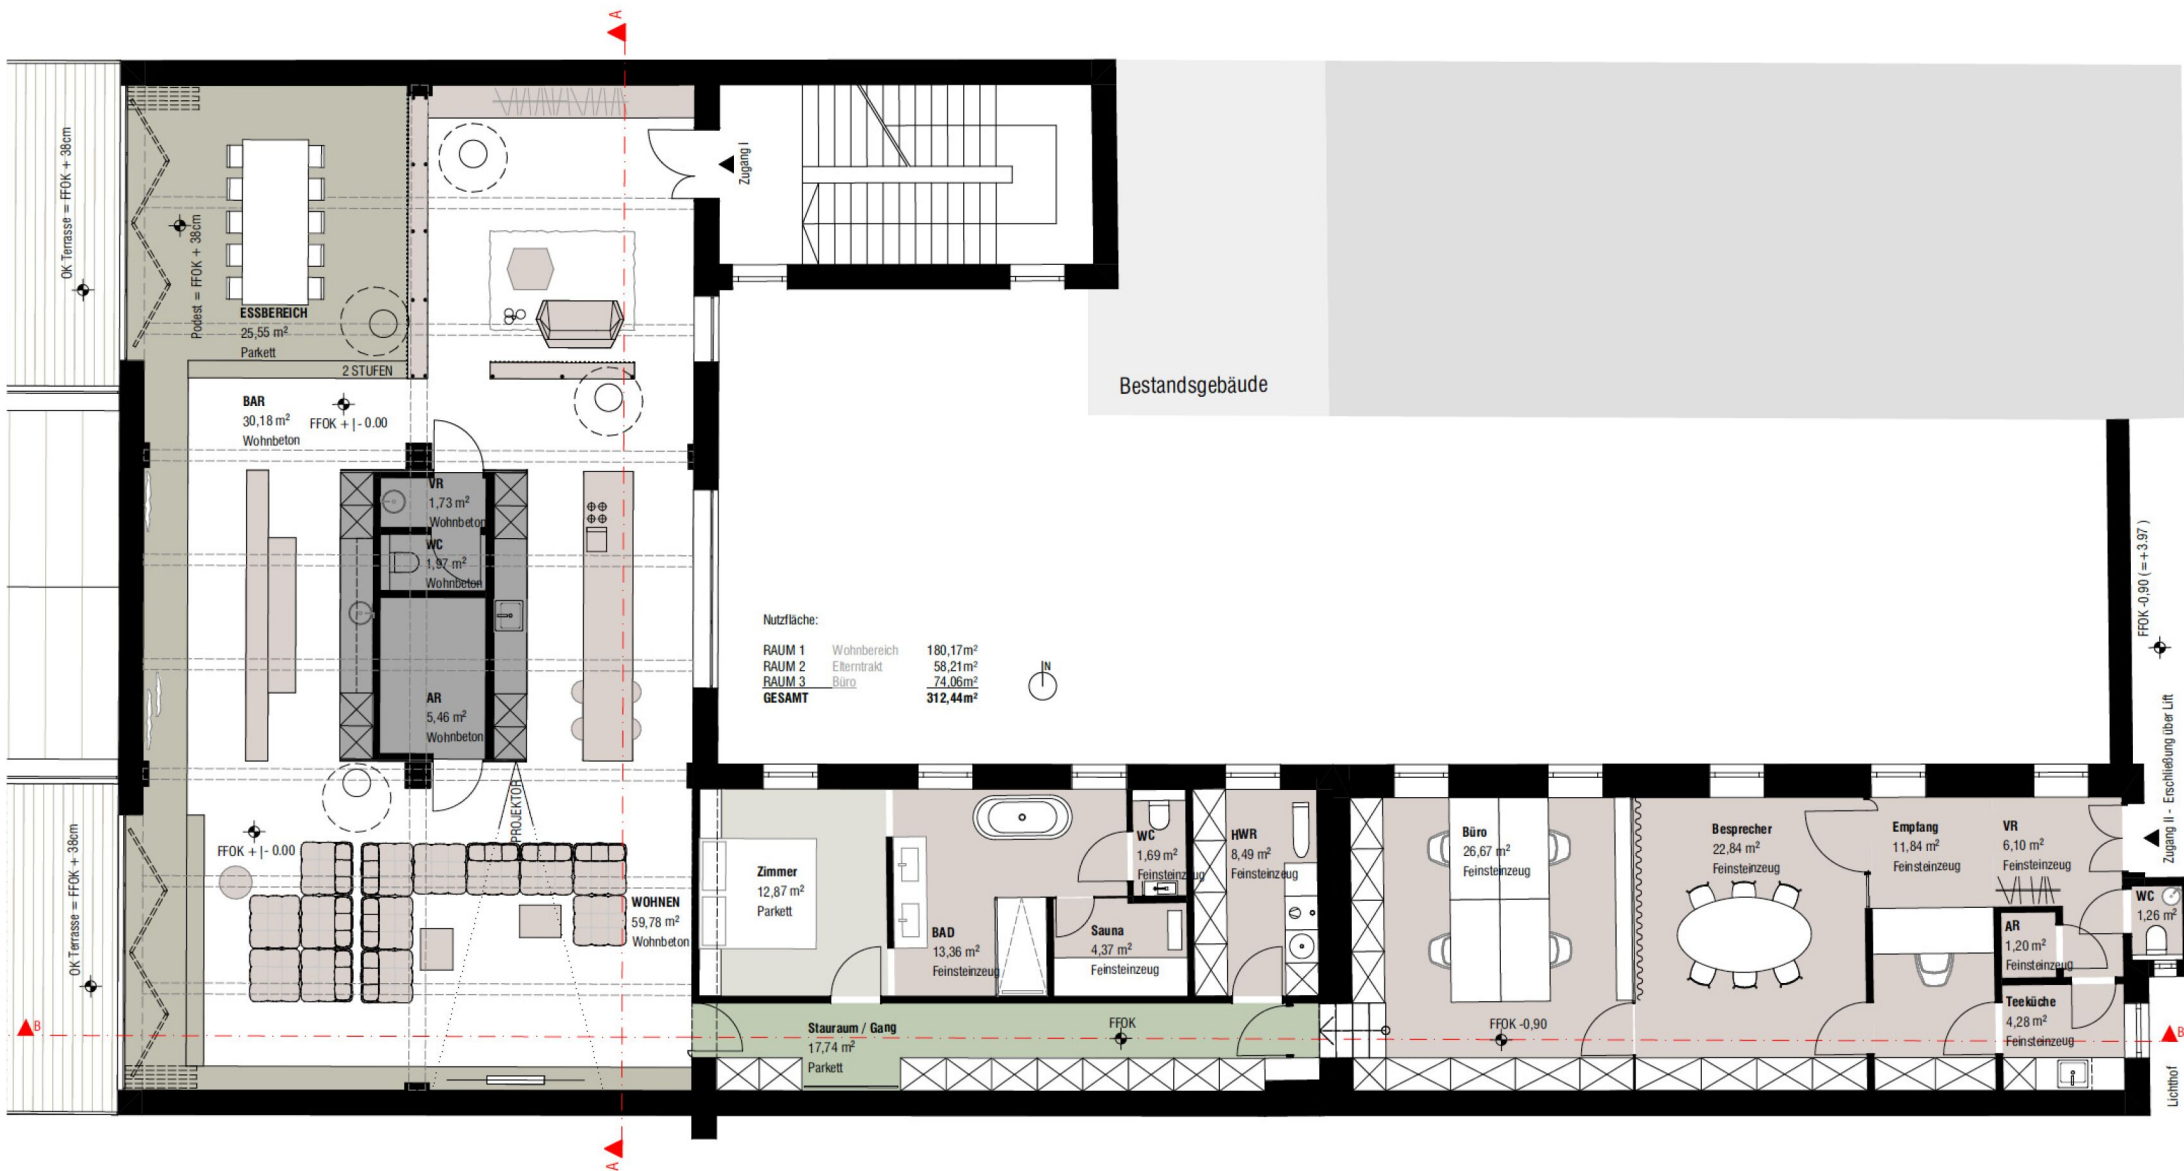 A
OK Terrasse = FFOK + 38cm
Podest = FFOK + 38cm
ESSBEREICH
25,55 m²
Parkett
2 STUFEN
Zugang I
Bestandsgebäude
BAR
30,18 m²
Wohnbeton
FFOK + | - 0.00
VR
1,73 m²
Wohnbeton
WC
1,97 m²
Wohnbeton
AR
5,46 m²
Wohnbeton
Nutzfläche:
RAUM 1 Wohnbereich 180,17m²
RAUM 2 Elterntrakt 58,21m²
RAUM 3 Büro 74,06m²
GESAMT 312,44m²
N
FFOK -0,90 ( = + 3.97 )
Zugang II - Erschließung über Lift
PROJEKTOR
OK Terrasse = FFOK + 38cm
FFOK + | - 0.00
WOHNEN
59,78 m²
Wohnbeton
Zimmer
12,87 m²
Parkett
BAD
13,36 m²
Feinsteinzeug
WC
1,69 m²
Feinsteinzeug
Sauna
4,37 m²
Feinsteinzeug
HWR
8,49 m²
Feinsteinzeug
Büro
26,67 m²
Feinsteinzeug
Besprecher
22,84 m²
Feinsteinzeug
Empfang
11,84 m²
Feinsteinzeug
VR
6,10 m²
Feinsteinzeug
WC
1,26 m²
AR
1,20 m²
Feinsteinzeug
Teeküche
4,28 m²
Feinsteinzeug
B
Stauraum / Gang
17,74 m²
Parkett
FFOK
FFOK -0,90
B
Lichthof
A